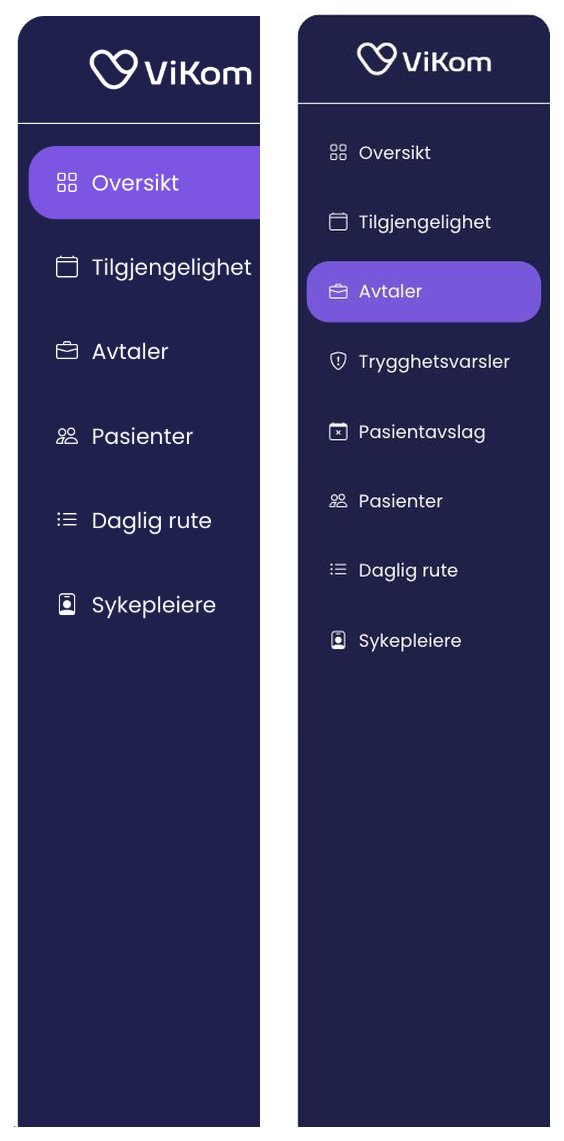 ViKom
Oversikt
Tilgjengelighet
Avtaler
Pasienter
Daglig rute
Sykepleiere
ViKom
Oversikt
Tilgjengelighet
Avtaler
Trygghetsvarsler
Pasientavslag
Pasienter
Daglig rute
Sykepleiere